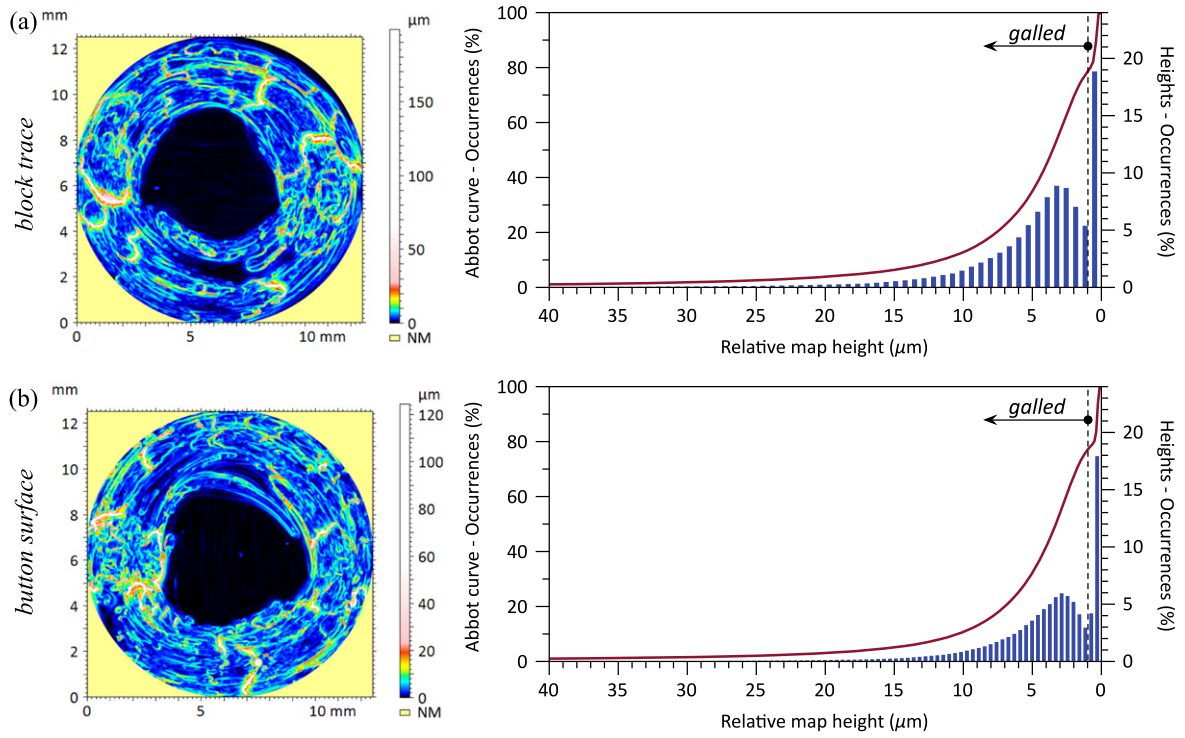 (a)
mm
µm
block trace
12
10
8
6
4
2
0
0
5
10 mm
150
100
50
0
NM
Abbot curve - Occurrences (%)
100
80
60
40
20
0
galled
20
15
10
5
0
Heights - Occurrences (%)
40 35 30 25 20 15 10 5 0
Relative map height (µm)
(b)
mm
µm
button surface
12
10
8
6
4
2
0
0
5
10 mm
120
100
80
60
40
20
0
NM
Abbot curve - Occurrences (%)
100
80
60
40
20
0
galled
20
15
10
5
0
Heights - Occurrences (%)
40 35 30 25 20 15 10 5 0
Relative map height (µm)